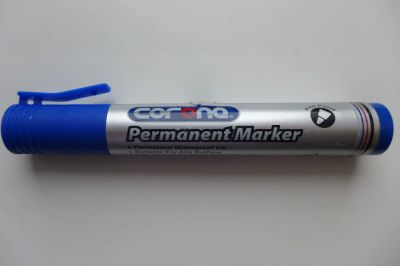 corona
Permanent Marker
Permanent Waterproof Ink
Suitable For Any Surface